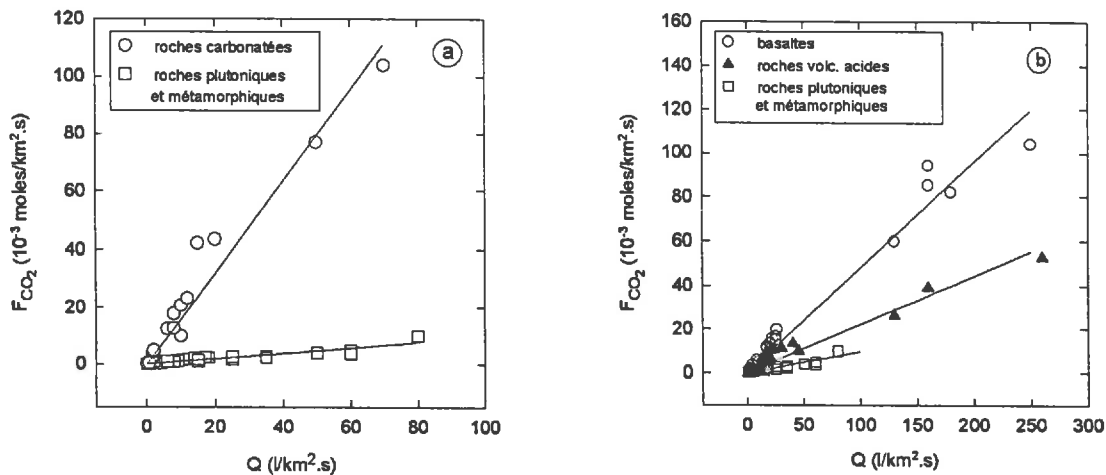 120
100
80
60
40
20
0
F CO2 (10⁻³ moles/km².s)
roches carbonatées
roches plutoniques
et métamorphiques
a
0 20 40 60 80 100
Q (l/km².s)
160
140
120
100
80
60
40
20
0
F CO2 (10⁻³ moles/km².s)
basaltes
roches volc. acides
roches plutoniques
et métamorphiques
b
0 50 100 150 200 250 300
Q (l/km².s)